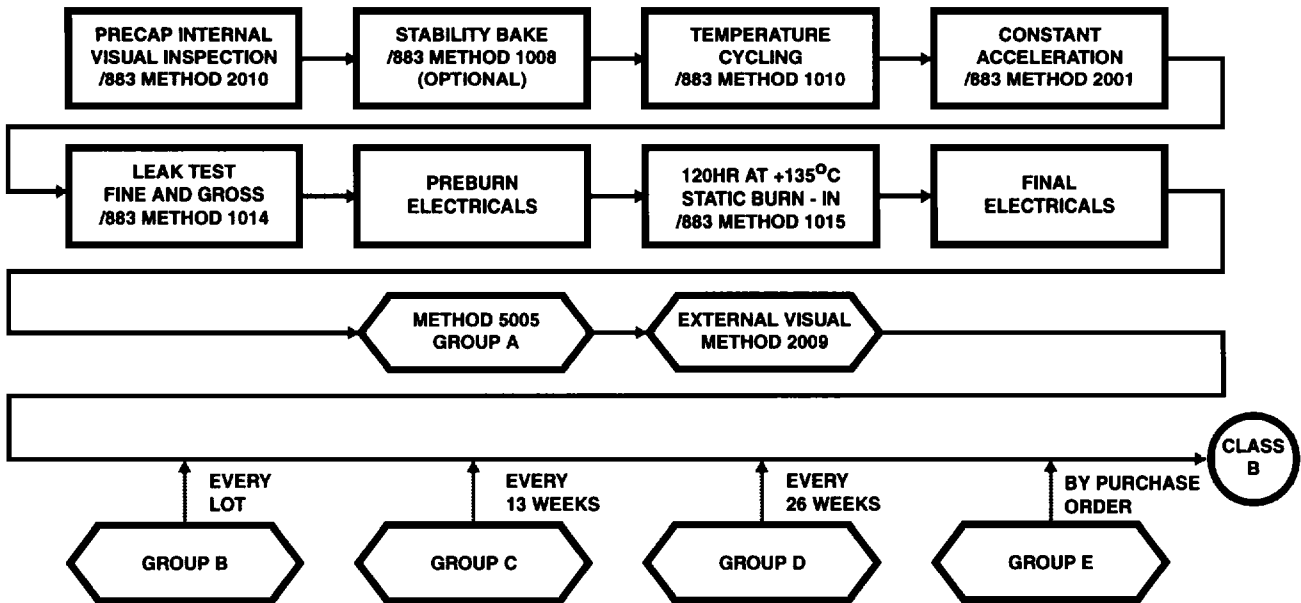 PRECAP INTERNAL
VISUAL INSPECTION
/883 METHOD 2010
STABILITY BAKE
/883 METHOD 1008
(OPTIONAL)
TEMPERATURE
CYCLING
/883 METHOD 1010
CONSTANT
ACCELERATION
/883 METHOD 2001
LEAK TEST
FINE AND GROSS
/883 METHOD 1014
PREBURN
ELECTRICALS
120HR AT +135°C
STATIC BURN - IN
/883 METHOD 1015
FINAL
ELECTRICALS
METHOD 5005
GROUP A
EXTERNAL VISUAL
METHOD 2009
CLASS
B
EVERY
LOT
EVERY
13 WEEKS
EVERY
26 WEEKS
BY PURCHASE
ORDER
GROUP B
GROUP C
GROUP D
GROUP E